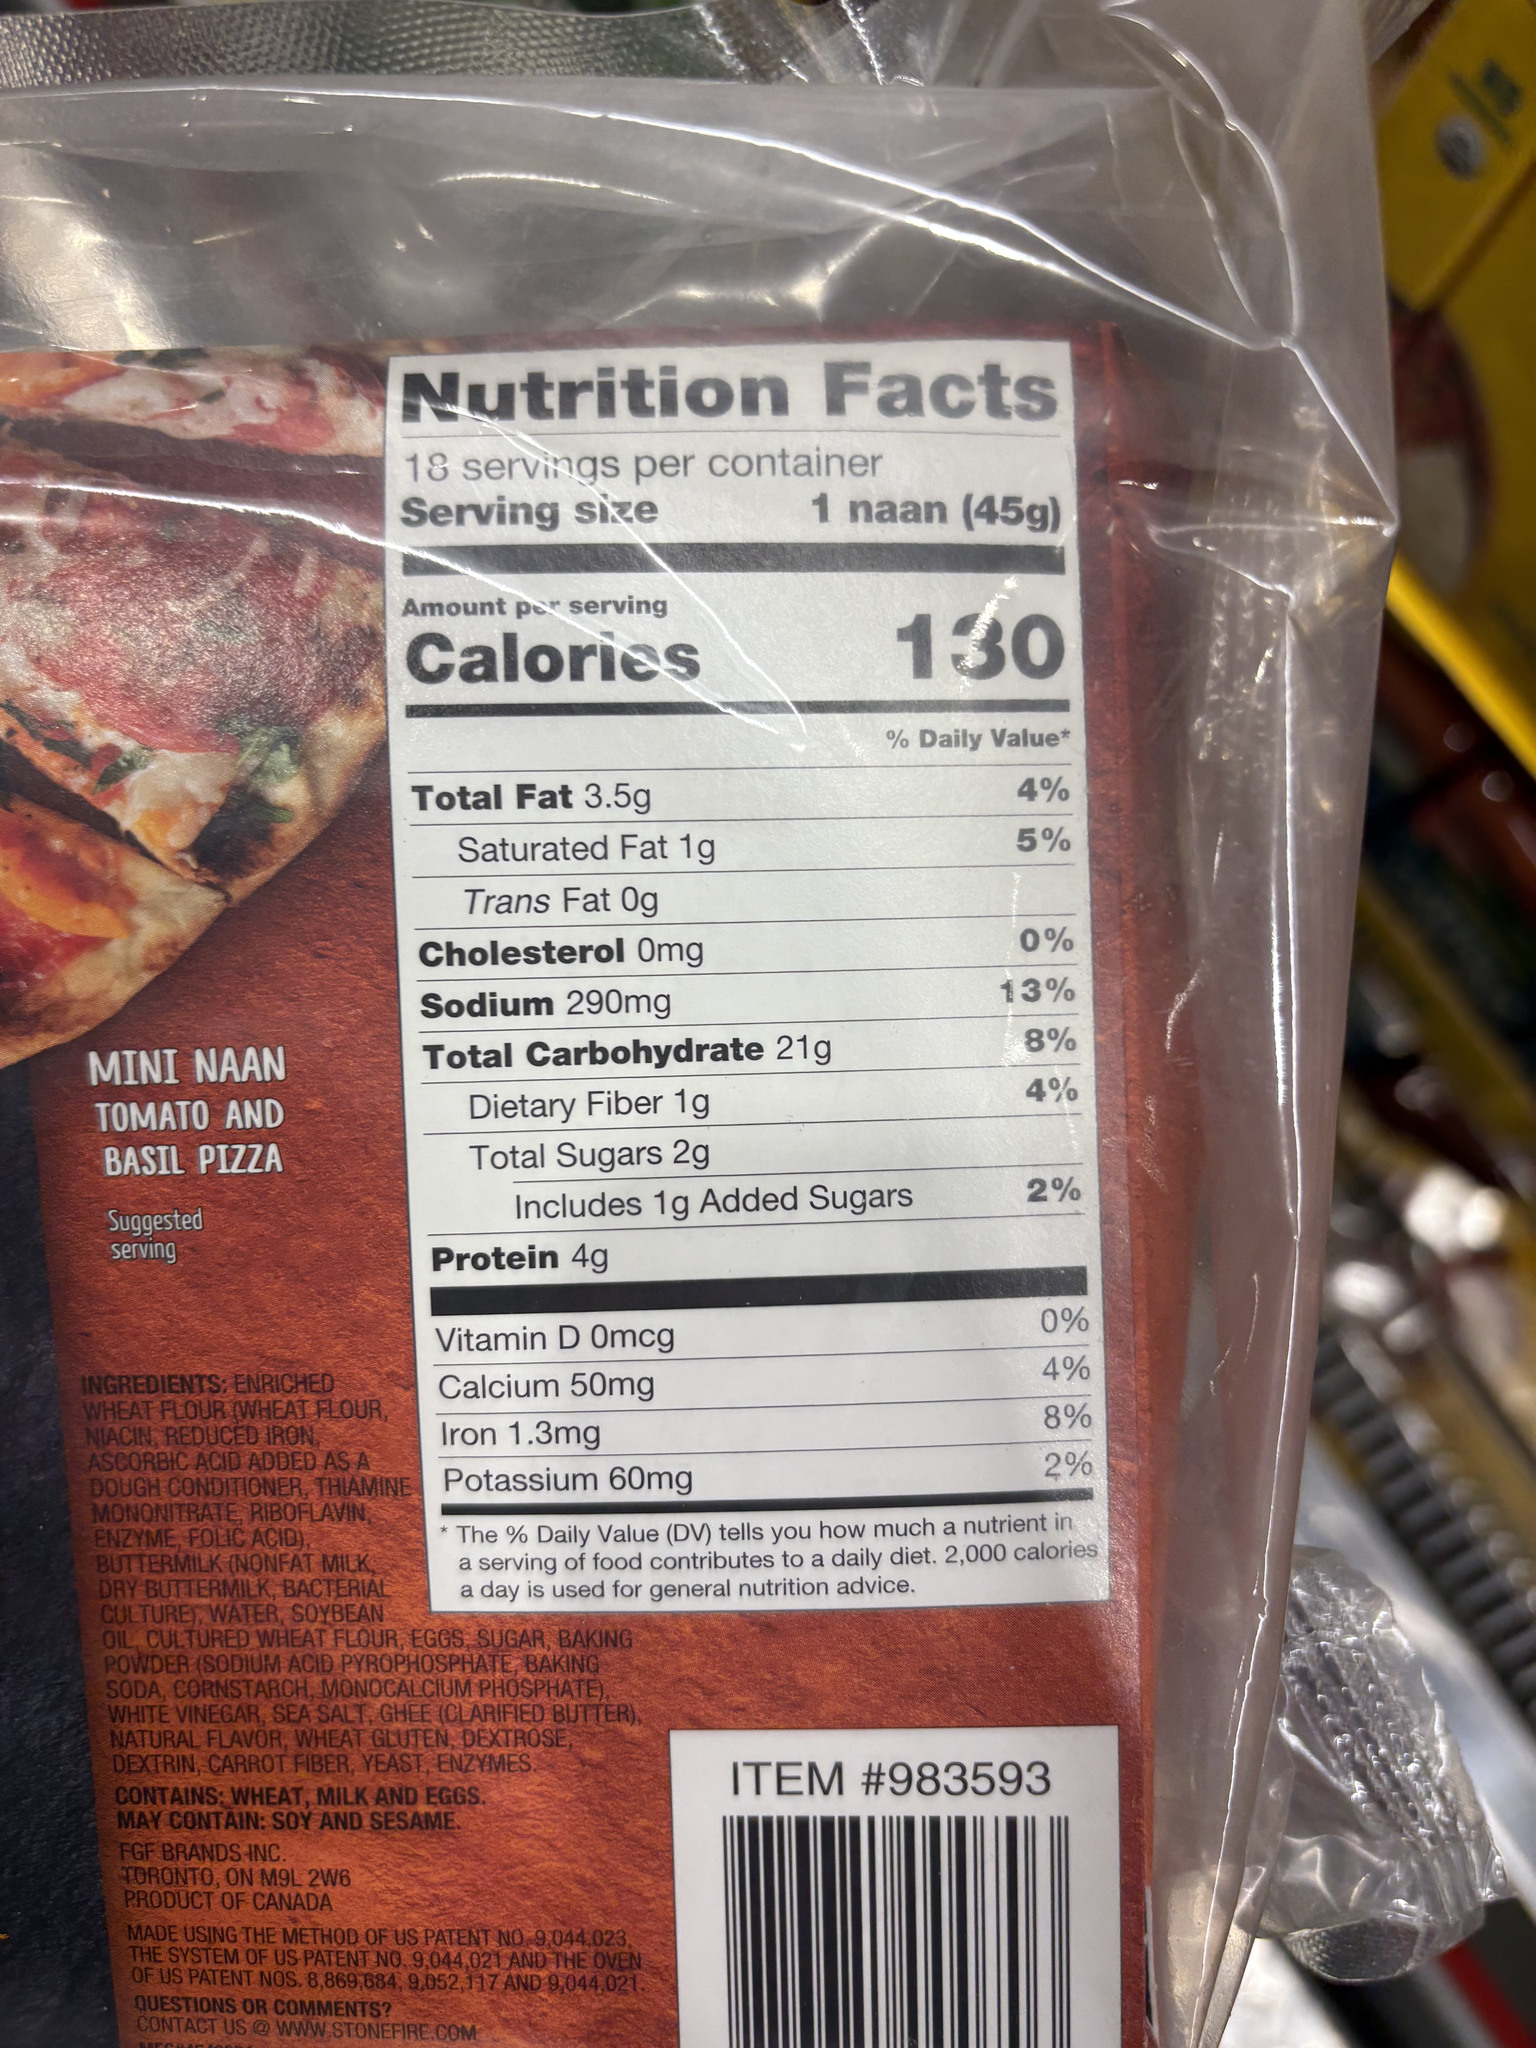 Nutrition Facts
18 servings per container
Serving size 1 naan (45g)
Amount per serving
Calories 130
% Daily Value*
Total Fat 3.5g 4%
Saturated Fat 1g 5%
Trans Fat 0g
Cholesterol 0mg 0%
Sodium 290mg 13%
Total Carbohydrate 21g 8%
Dietary Fiber 1g 4%
Total Sugars 2g
Includes 1g Added Sugars 2%
Protein 4g
Vitamin D 0mcg 0%
Calcium 50mg 4%
Iron 1.3mg 8%
Potassium 60mg 2%
* The % Daily Value (DV) tells you how much a nutrient in
a serving of food contributes to a daily diet. 2,000 calories
a day is used for general nutrition advice.
MINI NAAN
TOMATO AND
BASIL PIZZA
Suggested
serving
INGREDIENTS: ENRICHED
WHEAT FLOUR (WHEAT FLOUR,
NIACIN, REDUCED IRON,
ASCORBIC ACID ADDED AS A
DOUGH CONDITIONER, THIAMINE
MONONITRATE, RIBOFLAVIN,
ENZYME, FOLIC ACID),
BUTTERMILK (NONFAT MILK,
DRY BUTTERMILK, BACTERIAL
CULTURE), WATER, SOYBEAN
OIL, CULTURED WHEAT FLOUR, EGGS, SUGAR, BAKING
POWDER (SODIUM ACID PYROPHOSPHATE, BAKING
SODA, CORNSTARCH, MONOCALCIUM PHOSPHATE),
WHITE VINEGAR, SEA SALT, GHEE (CLARIFIED BUTTER),
NATURAL FLAVOR, WHEAT GLUTEN, DEXTROSE,
DEXTRIN, CARROT FIBER, YEAST, ENZYMES.
CONTAINS: WHEAT, MILK AND EGGS.
MAY CONTAIN: SOY AND SESAME.
FGF BRANDS INC.
TORONTO, ON M9L 2W6
PRODUCT OF CANADA
MADE USING THE METHOD OF US PATENT NO. 9,044,023,
THE SYSTEM OF US PATENT NO. 9,044,021 AND THE OVEN
OF US PATENT NOS. 8,869,684, 9,052,117 AND 9,044,021.
QUESTIONS OR COMMENTS?
CONTACT US @ WWW.STONEFIRE.COM
ITEM #983593